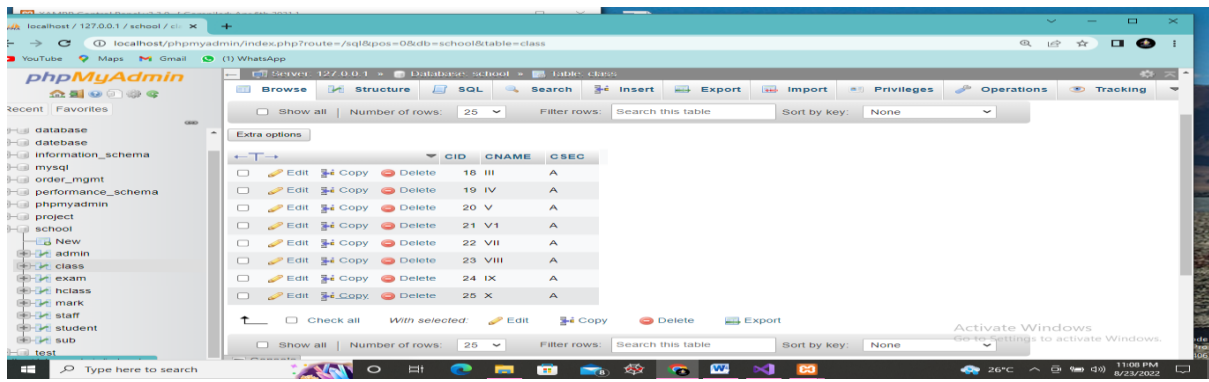 localhost / 127.0.0.1 / school / cl
localhost/phpmyadmin/index.php?route=/sql&pos=0&db=school&table=class
YouTube Maps Gmail (1) WhatsApp
phpMyAdmin
Recent Favorites
database
datebase
information_schema
mysql
order_mgmt
performance_schema
phpmyadmin
project
school
New
admin
class
exam
hclass
mark
staff
student
sub
test
Server: 127.0.0.1 » Database: school » Table: class
Browse Structure SQL Search Insert Export Import Privileges Operations Tracking
Show all | Number of rows: 25 Filter rows: Search this table Sort by key: None
Extra options
←T→ CID CNAME CSEC
Edit Copy Delete 18 III A
Edit Copy Delete 19 IV A
Edit Copy Delete 20 V A
Edit Copy Delete 21 V1 A
Edit Copy Delete 22 VII A
Edit Copy Delete 23 VIII A
Edit Copy Delete 24 IX A
Edit Copy Delete 25 X A
Check all With selected: Edit Copy Delete Export
Show all | Number of rows: 25 Filter rows: Search this table Sort by key: None
Console
Activate Windows
Go to Settings to activate Windows.
Type here to search
26°C
11:08 PM
8/23/2022